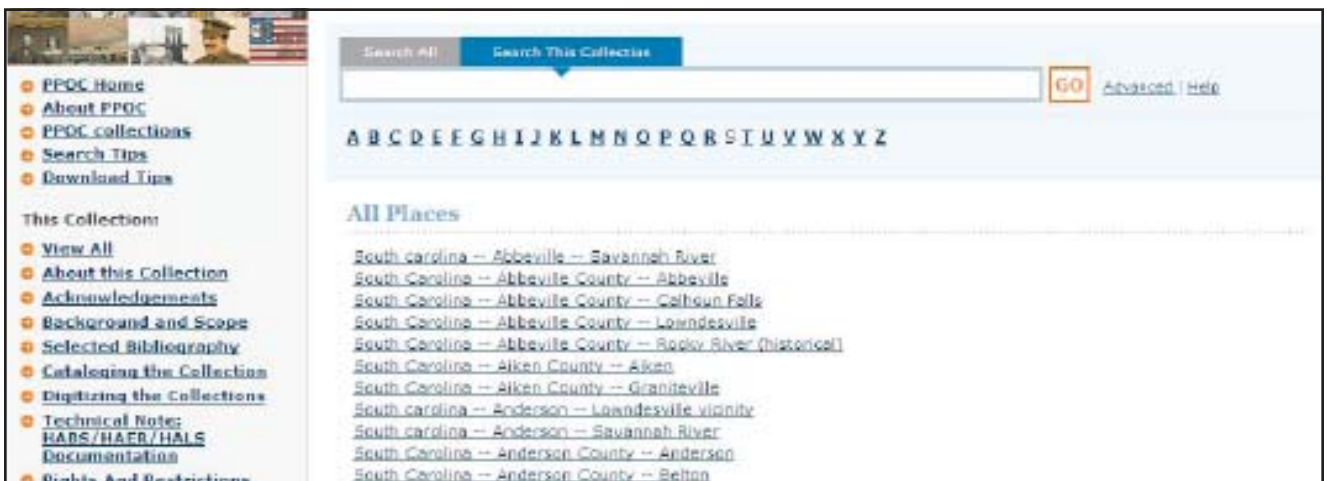 PPOC Home
About PPOC
PPOC collections
Search Tips
Download Tips
This Collection:
View All
About this Collection
Acknowledgements
Background and Scope
Selected Bibliography
Cataloging the Collection
Digitizing the Collections
Technical Note:
HABS/HAER/HALS
Documentation
Rights And Restrictions
Search All Search This Collection
GO Advanced | Help
A B C D E F G H I J K L M N O P Q R S T U V W X Y Z
All Places
South carolina -- Abbeville -- Savannah River
South Carolina -- Abbeville County -- Abbeville
South Carolina -- Abbeville County -- Calhoun Falls
South Carolina -- Abbeville County -- Lowndesville
South Carolina -- Abbeville County -- Rocky River (historical)
South Carolina -- Aiken County -- Aiken
South Carolina -- Aiken County -- Graniteville
South carolina -- Anderson -- Lowndesville vicinity
South carolina -- Anderson -- Savannah River
South Carolina -- Anderson County -- Anderson
South Carolina -- Anderson County -- Belton